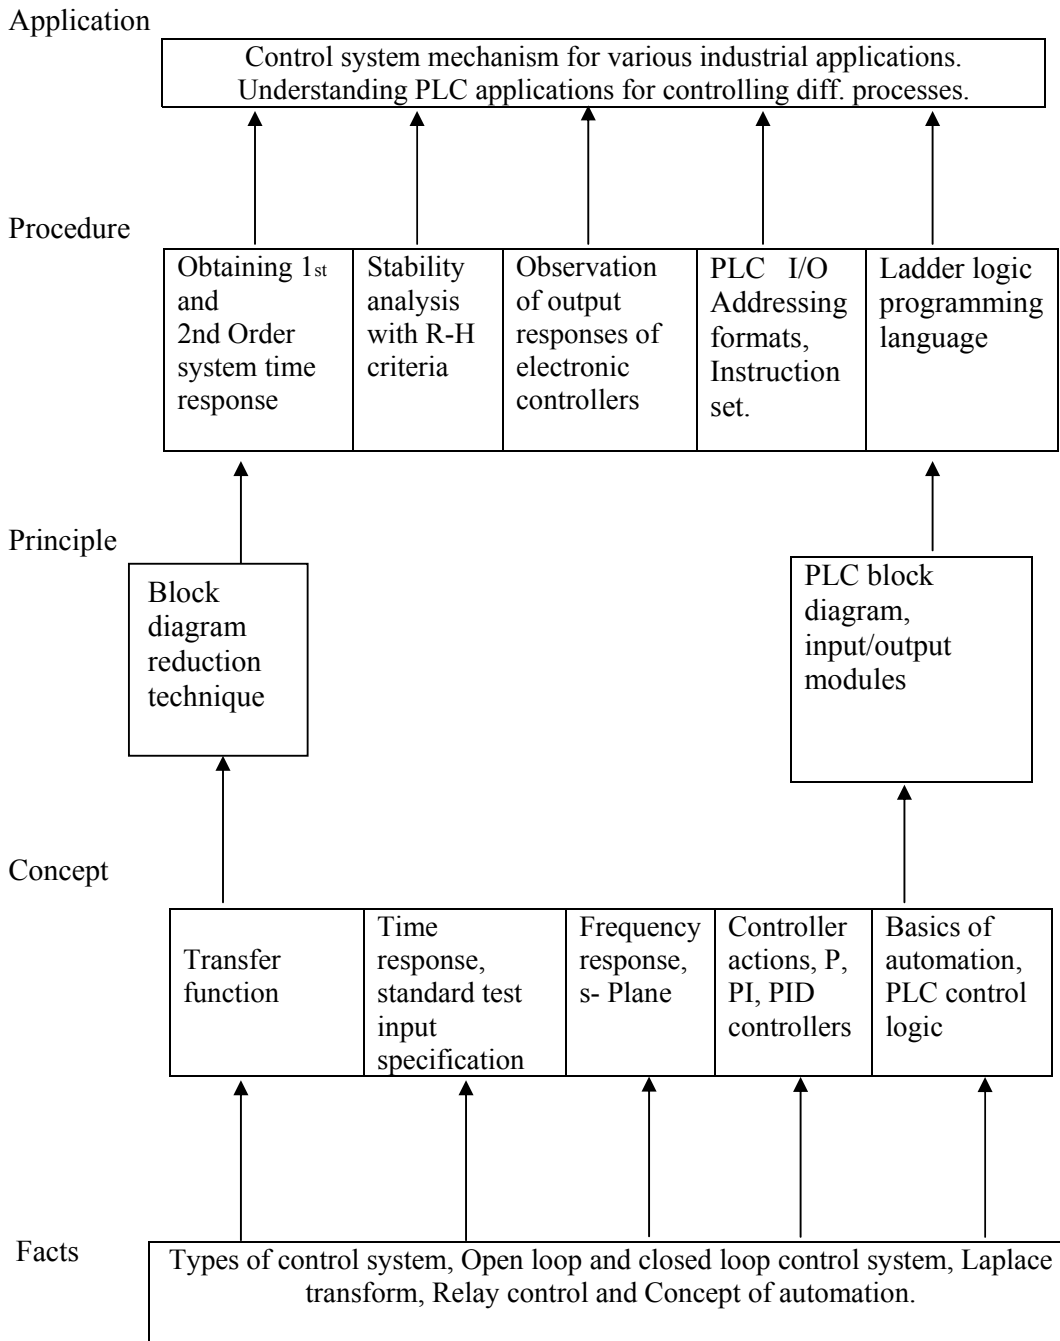 Application
Control system mechanism for various industrial applications.
Understanding PLC applications for controlling diff. processes.
Procedure
Obtaining 1st
and
2nd Order
system time
response
Stability
analysis
with R-H
criteria
Observation
of output
responses of
electronic
controllers
PLC I/O
Addressing
formats,
Instruction
set.
Ladder logic
programming
language
Principle
Block
diagram
reduction
technique
PLC block
diagram,
input/output
modules
Concept
Transfer
function
Time
response,
standard test
input
specification
Frequency
response,
s- Plane
Controller
actions, P,
PI, PID
controllers
Basics of
automation,
PLC control
logic
Facts
Types of control system, Open loop and closed loop control system, Laplace
transform, Relay control and Concept of automation.